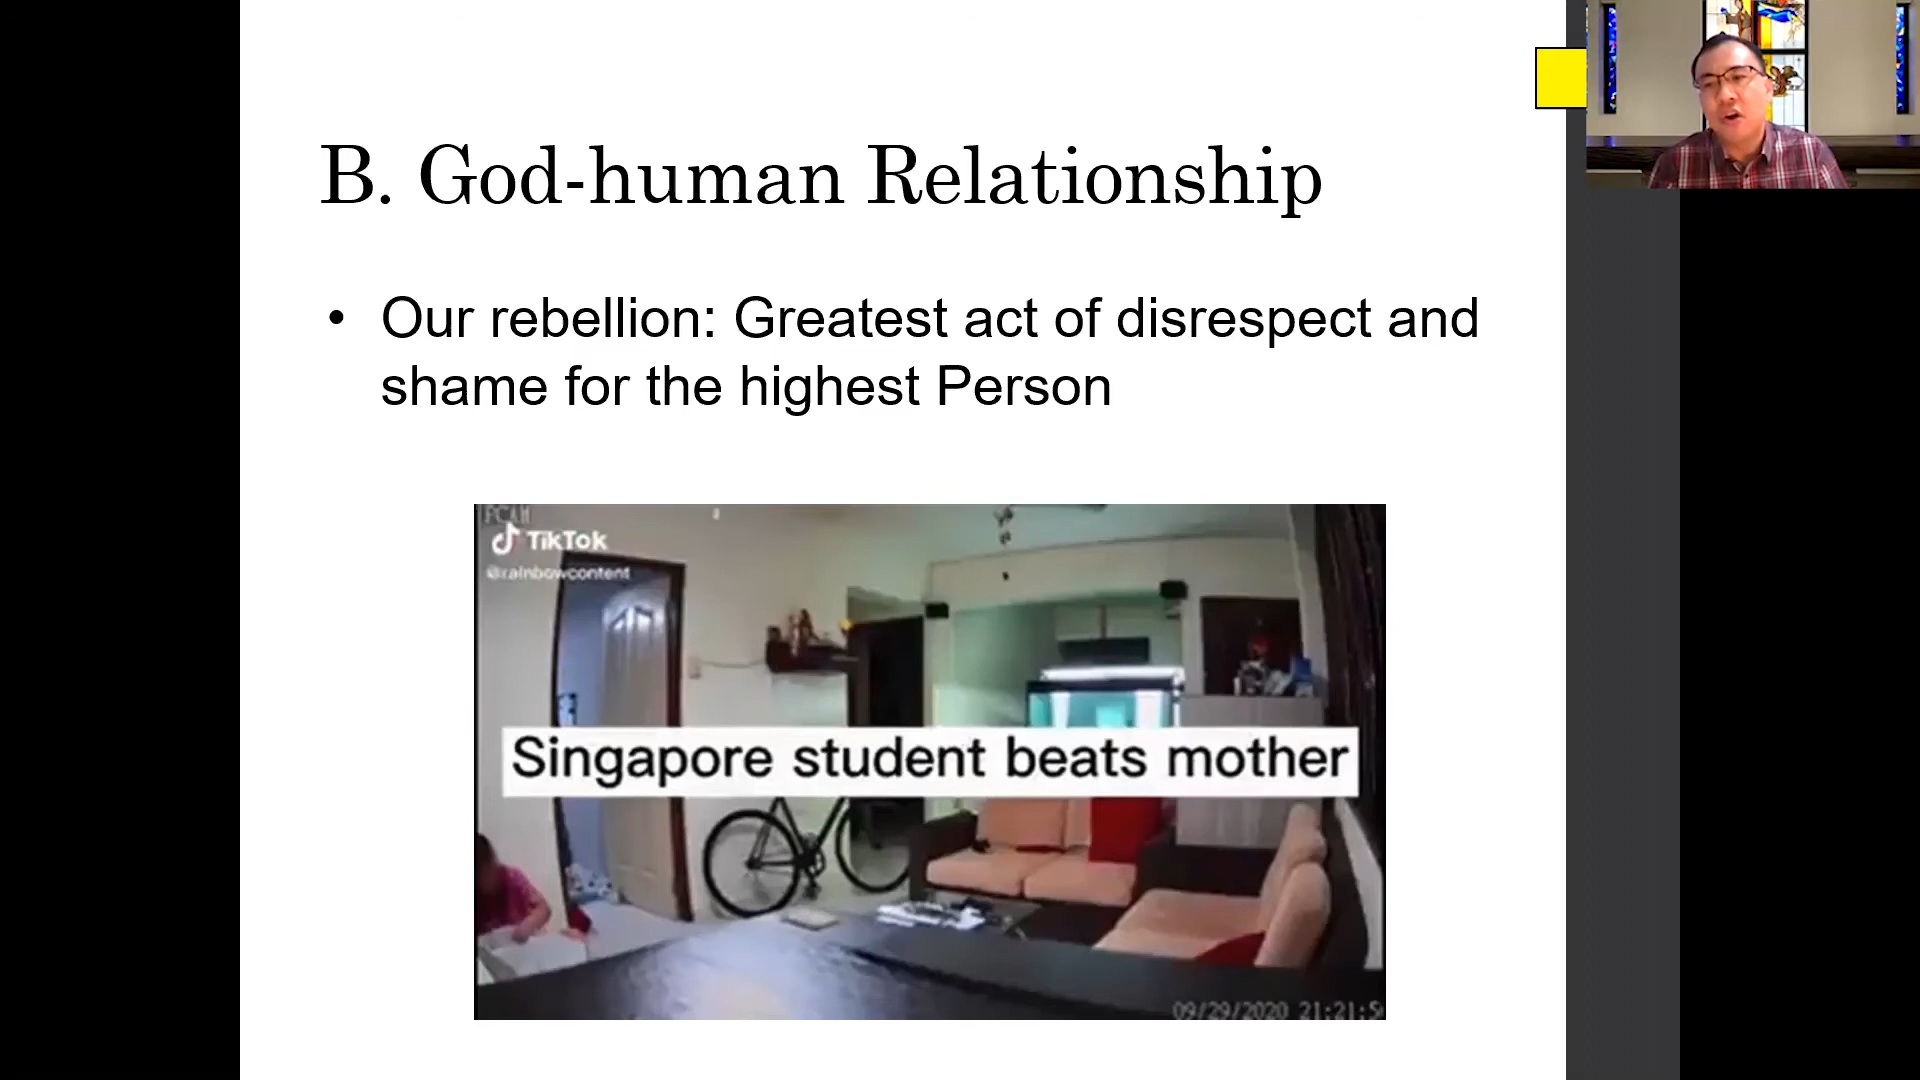 B. God-human Relationship
• Our rebellion: Greatest act of disrespect and
shame for the highest Person
PCAM
TikTok
@rainbowcontent
Singapore student beats mother
09/29/2020 21:21:5